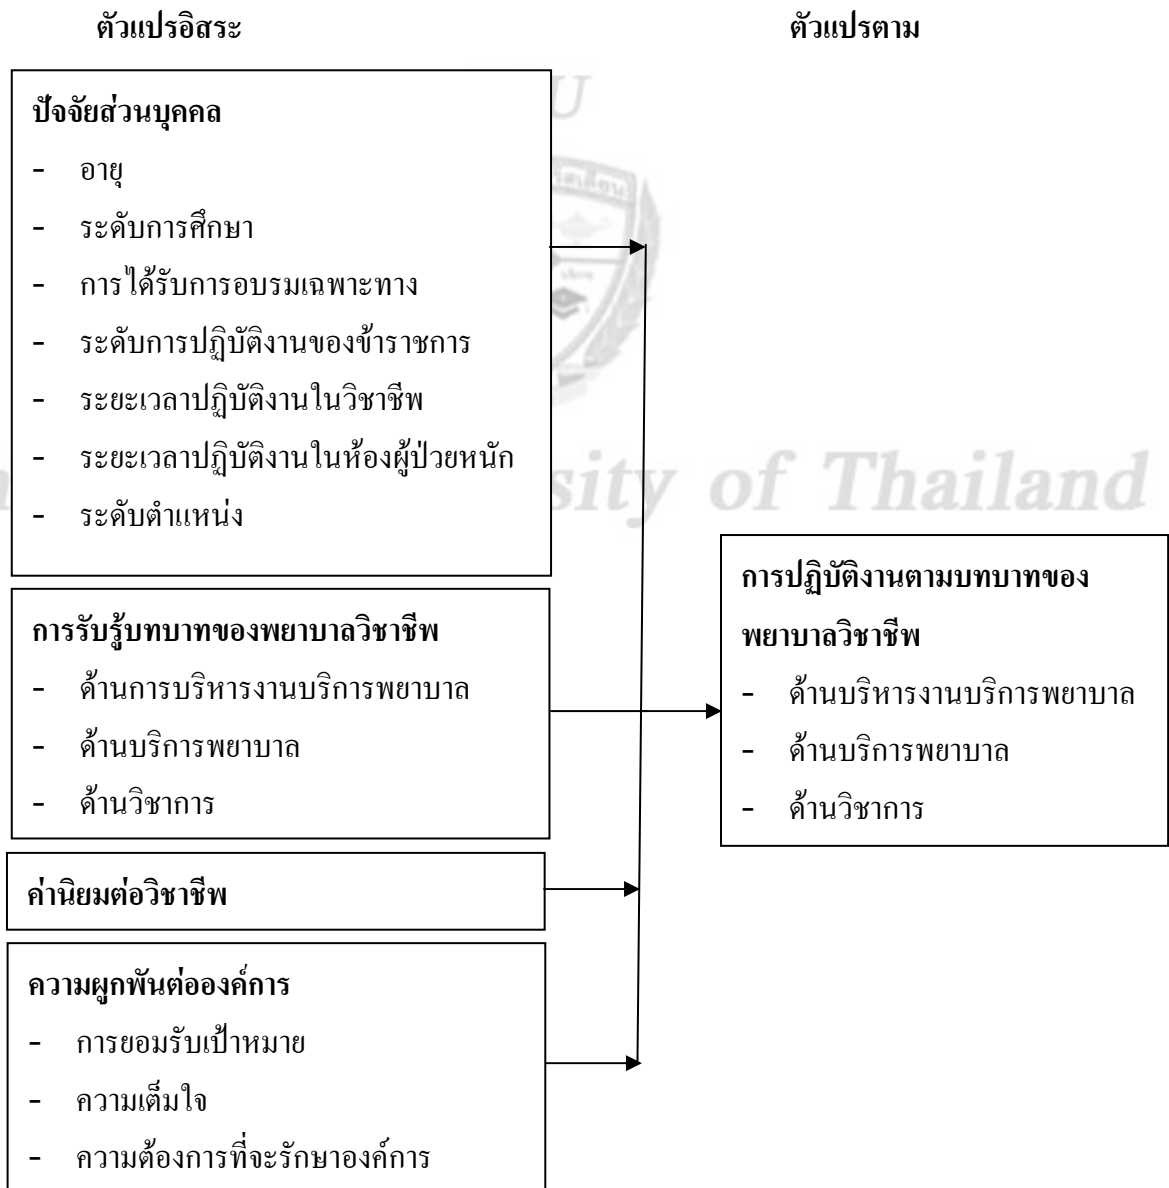 ตัวแปรอิสระ
ตัวแปรตาม
ปัจจัยส่วนบุคคล
- อายุ
- ระดับการศึกษา
- การได้รับการอบรมเฉพาะทาง
- ระดับการปฏิบัติงานของข้าราชการ
- ระยะเวลาปฏิบัติงานในวิชาชีพ
- ระยะเวลาปฏิบัติงานในห้องผู้ป่วยหนัก
- ระดับตำแหน่ง
การรับรู้บทบาทของพยาบาลวิชาชีพ
- ด้านการบริหารงานบริการพยาบาล
- ด้านบริการพยาบาล
- ด้านวิชาการ
ค่านิยมต่อวิชาชีพ
ความผูกพันต่อองค์การ
- การยอมรับเป้าหมาย
- ความเต็มใจ
- ความต้องการที่จะรักษาองค์การ
การปฏิบัติงานตามบทบาทของ
พยาบาลวิชาชีพ
- ด้านบริหารงานบริการพยาบาล
- ด้านบริการพยาบาล
- ด้านวิชาการ
U
sity of Thailand